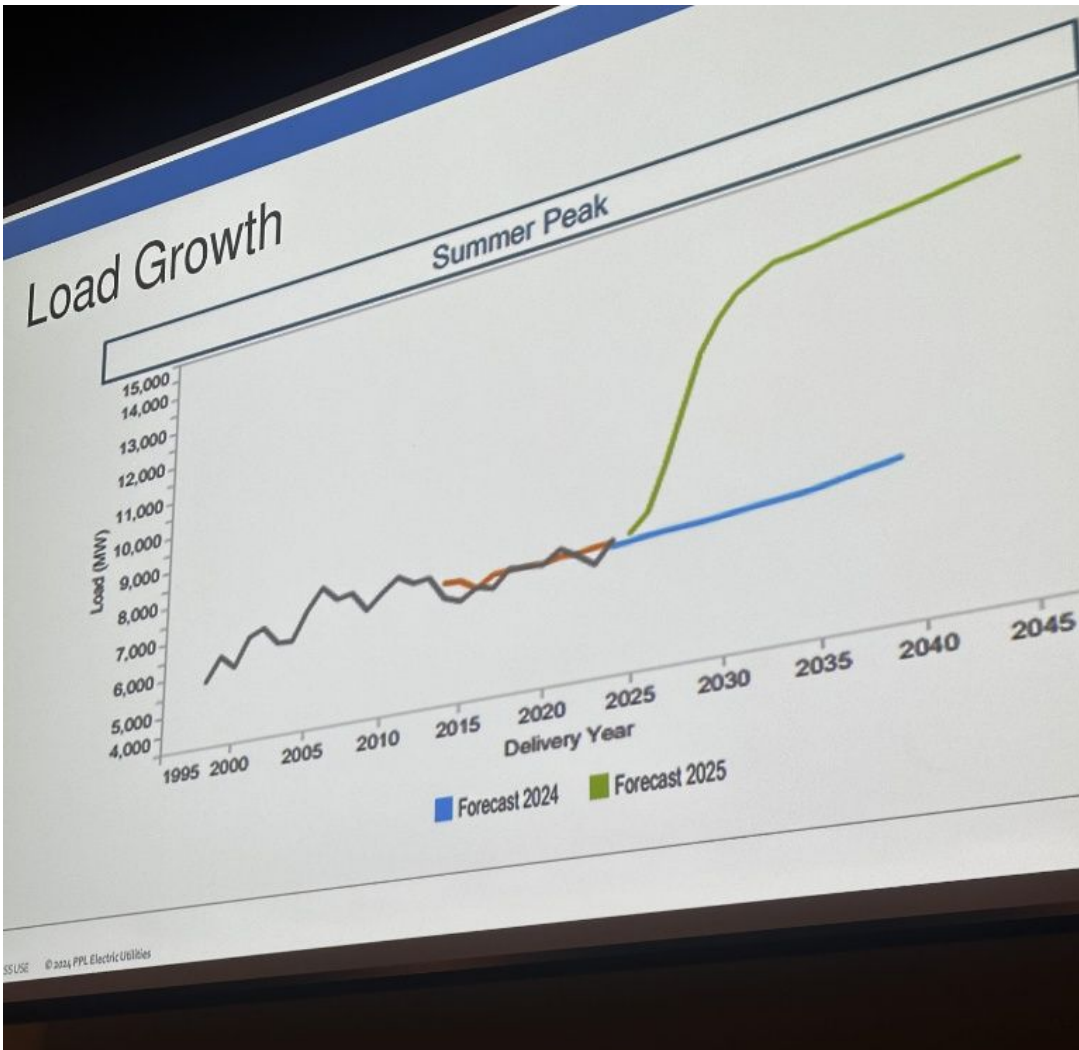 Load Growth
Summer Peak
15,000
14,000
13,000
12,000
11,000
10,000
9,000
8,000
7,000
6,000
5,000
4,000
Load (MW)
1995 2000 2005 2010 2015 2020 2025 2030 2035 2040 2045
Delivery Year
Forecast 2024 Forecast 2025
USE © 2024 PPL Electric Utilities